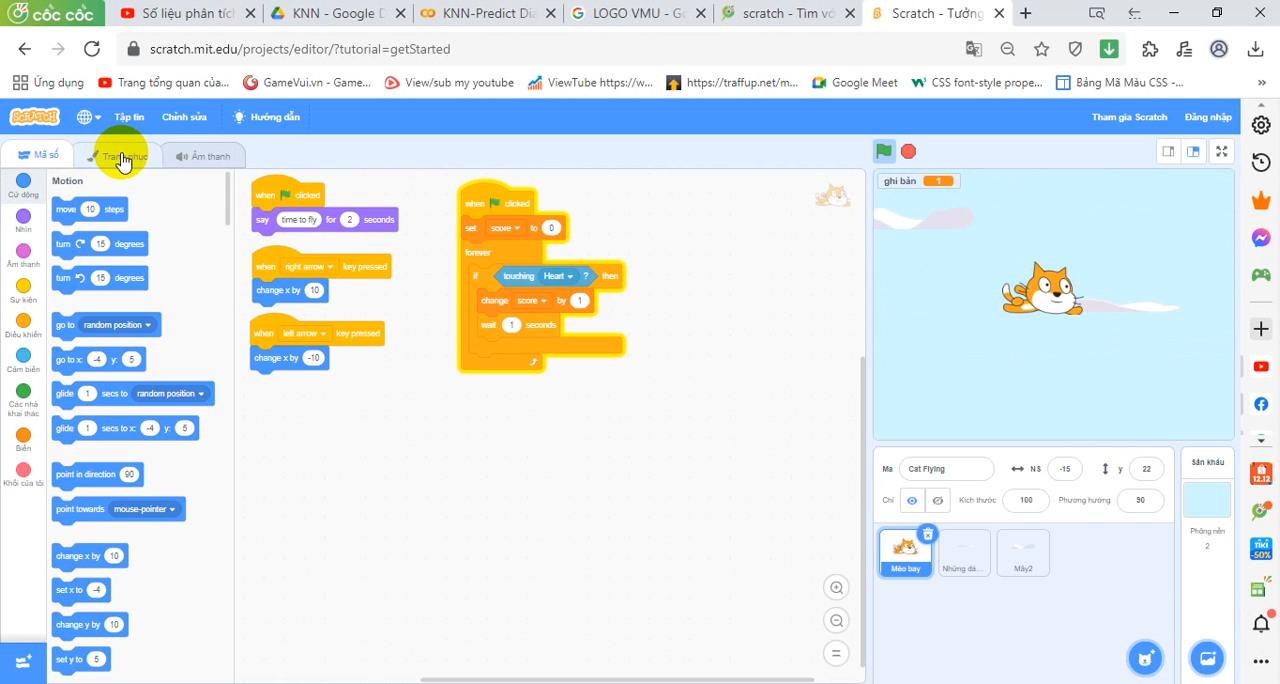 cốc cốc
Số liệu phân tích
KNN - Google D
KNN-Predict Dia
LOGO VMU - Go
scratch - Tìm vớ
Scratch - Tưởng
scratch.mit.edu/projects/editor/?tutorial=getStarted
Ứng dụng
Trang tổng quan của...
GameVui.vn - Game...
View/sub my youtube
ViewTube https://w...
https://traffup.net/m...
Google Meet
CSS font-style prope...
Bảng Mã Màu CSS -...
SCRATCH
Tập tin
Chỉnh sửa
Hướng dẫn
Tham gia Scratch
Đăng nhập
Mã số
Âm thanh
Cử động
Nhìn
Âm thanh
Sự kiện
Điều khiển
Cảm biến
Các nhà khai thác
Biến
Khối của tôi
Motion
move 10 steps
turn 15 degrees
turn 15 degrees
go to random position
go to x: -4 y: 5
glide 1 secs to random position
glide 1 secs to x: -4 y: 5
point in direction 90
point towards mouse-pointer
change x by 10
set x to -4
change y by 10
set y to 5
when clicked
say time to fly for 2 seconds
when right arrow key pressed
change x by 10
when left arrow key pressed
change x by -10
when clicked
set score to 0
forever
if touching Heart ? then
change score by 1
wait 1 seconds
ghi bàn 1
Ma Cat Flying
N S -15
y 22
Chỉ
Kích thước 100
Phương hướng 90
Mèo bay
Những đá...
Mây2
Sân khấu
Phông nền
2
12.12
TIKI
-50%